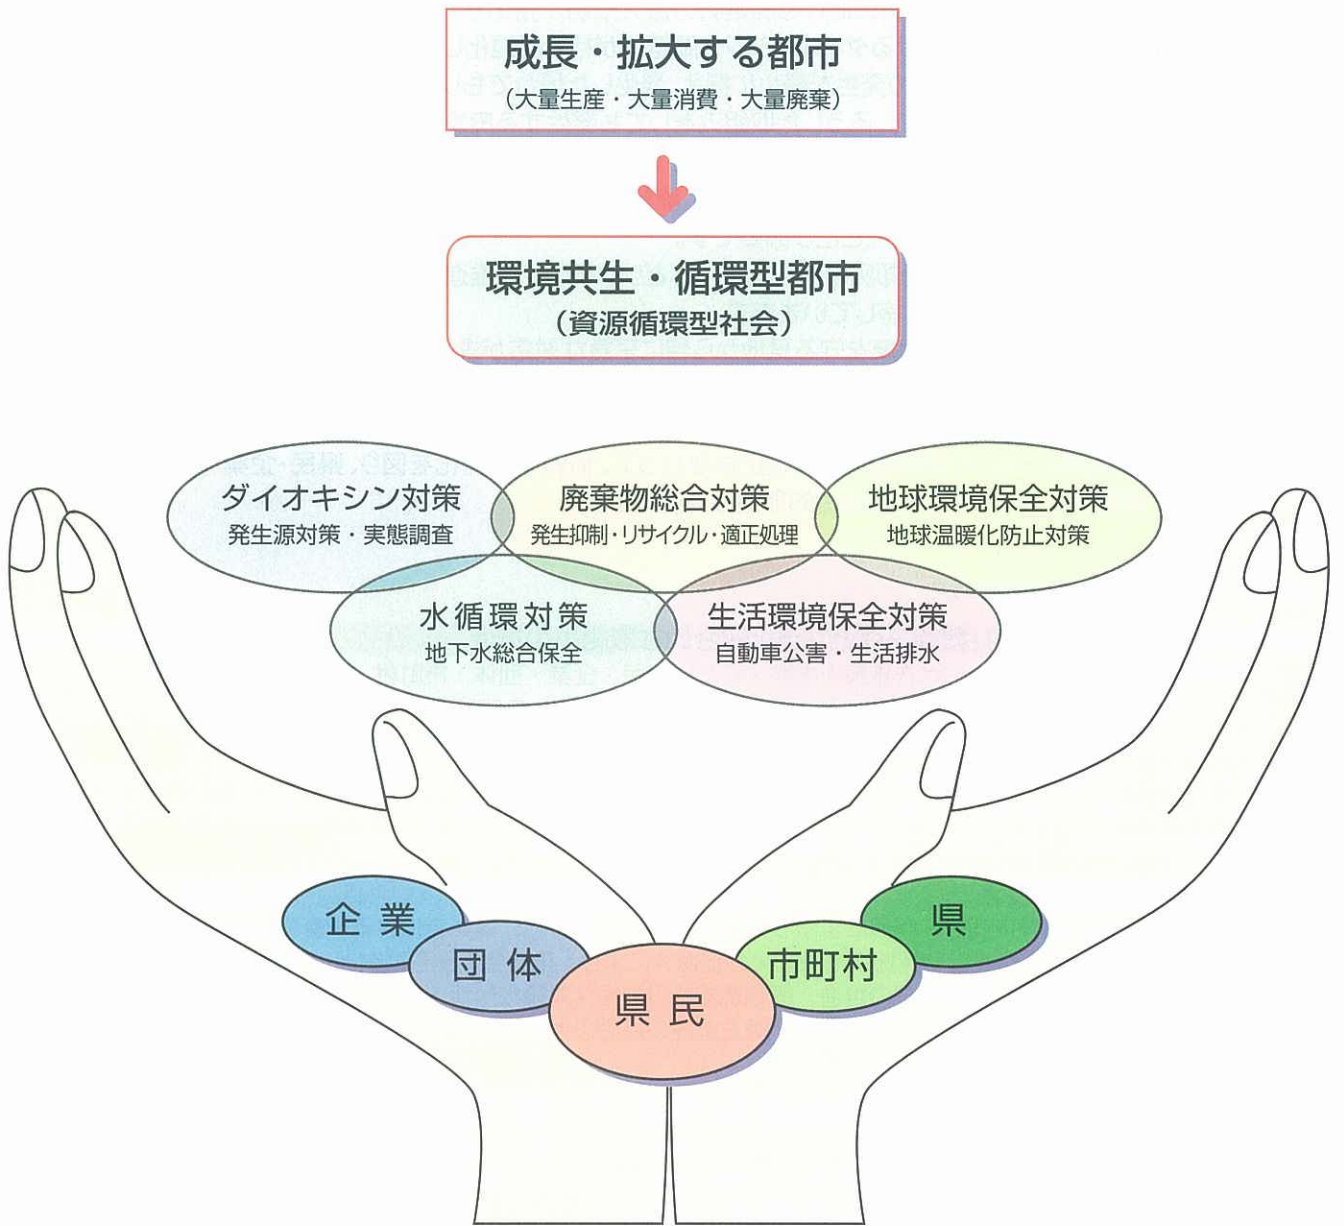 成長・拡大する都市
（大量生産・大量消費・大量廃棄）
環境共生・循環型都市
（資源循環型社会）
ダイオキシン対策
発生源対策・実態調査
廃棄物総合対策
発生抑制・リサイクル・適正処理
地球環境保全対策
地球温暖化防止対策
水循環対策
地下水総合保全
生活環境保全対策
自動車公害・生活排水
企業
団体
県民
市町村
県